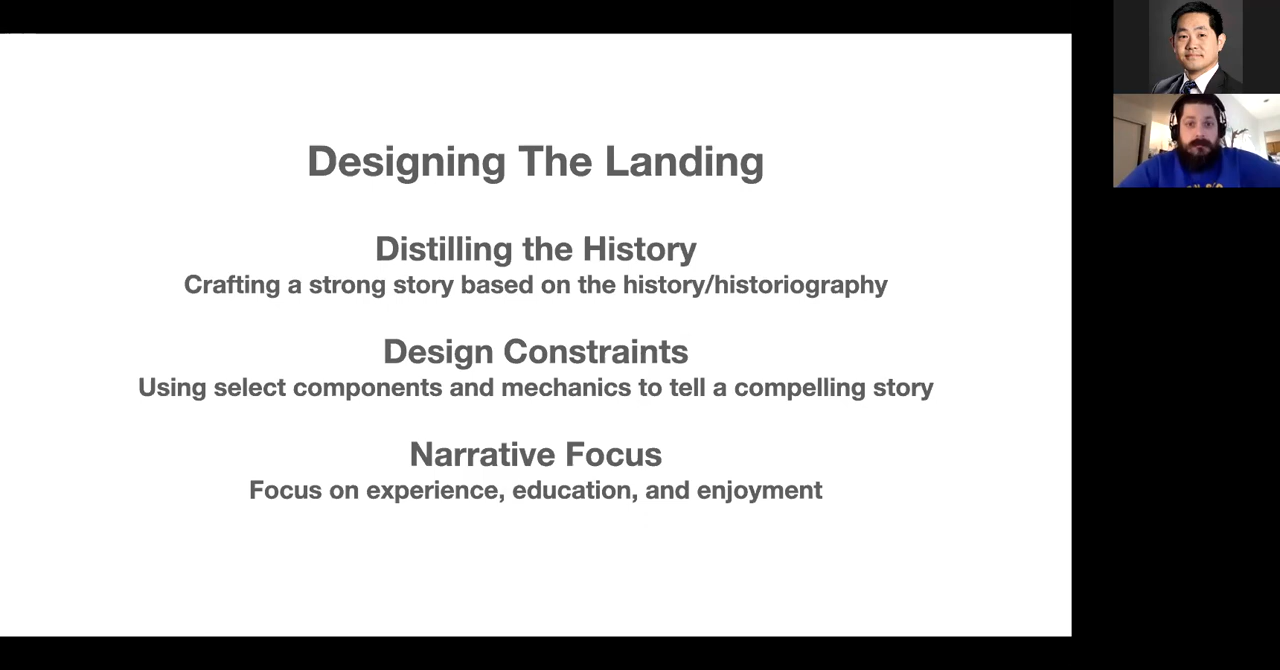 Designing The Landing
Distilling the History
Crafting a strong story based on the history/historiography
Design Constraints
Using select components and mechanics to tell a compelling story
Narrative Focus
Focus on experience, education, and enjoyment